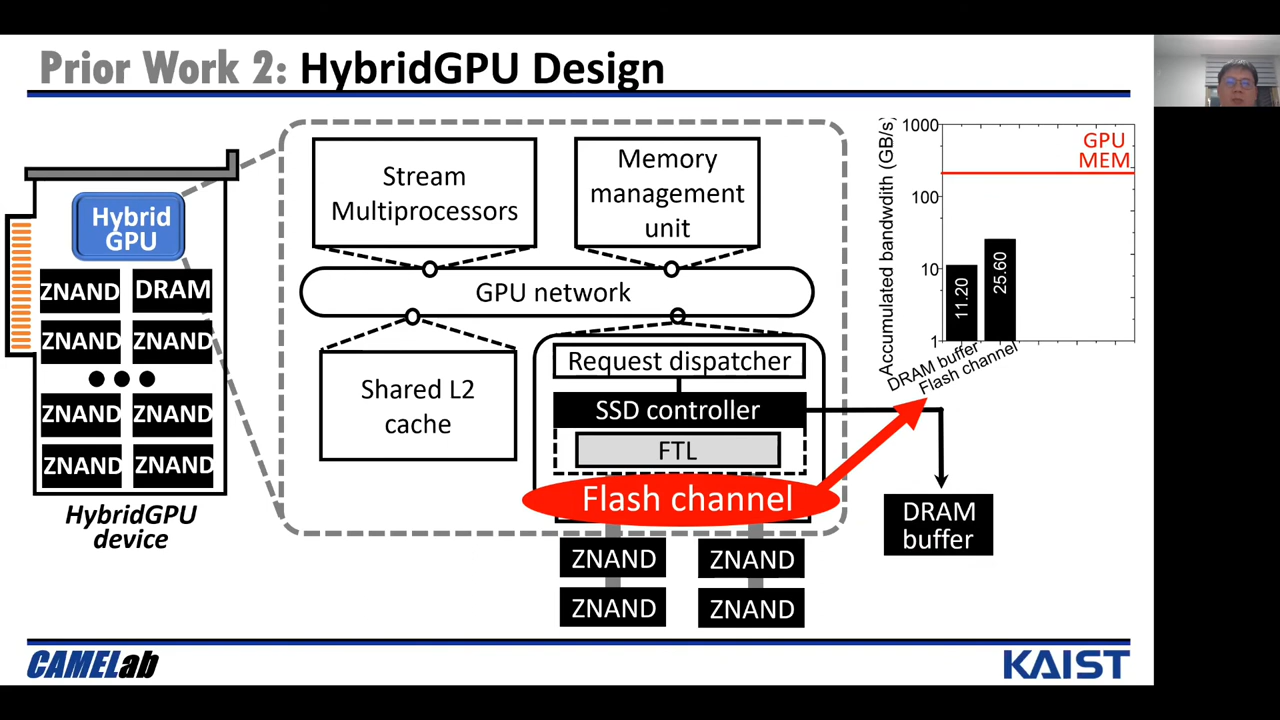 Prior Work 2: HybridGPU Design
Hybrid
GPU
ZNAND DRAM
ZNAND ZNAND
ZNAND ZNAND
ZNAND ZNAND
HybridGPU
device
Stream
Multiprocessors
Memory
management
unit
GPU network
Shared L2
cache
Request dispatcher
SSD controller
FTL
Flash channel
ZNAND ZNAND
ZNAND ZNAND
DRAM
buffer
Accumulated bandwdith (GB/s)
1000
100
10
1
GPU
MEM
11.20
25.60
DRAM buffer
Flash channel
CAMELab
KAIST